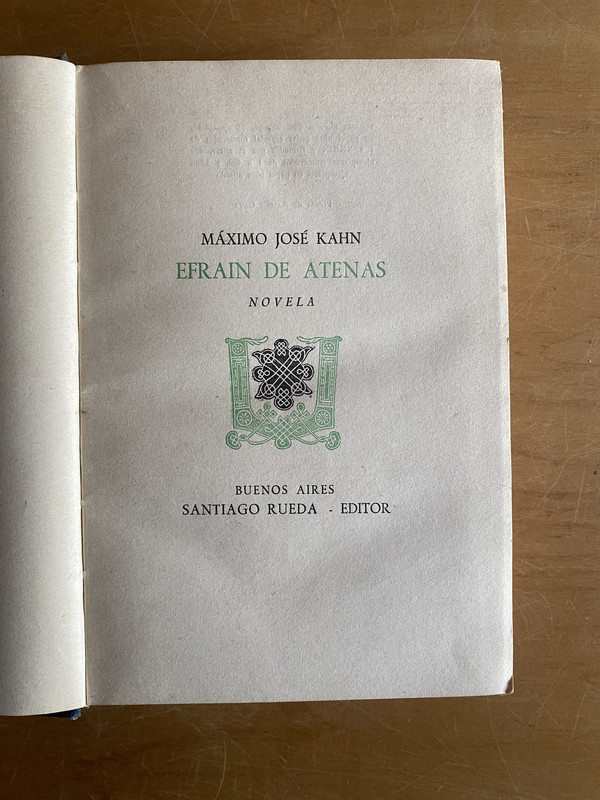 MÁXIMO JOSÉ KAHN
EFRAIN DE ATENAS
NOVELA
BUENOS AIRES
SANTIAGO RUEDA - EDITOR